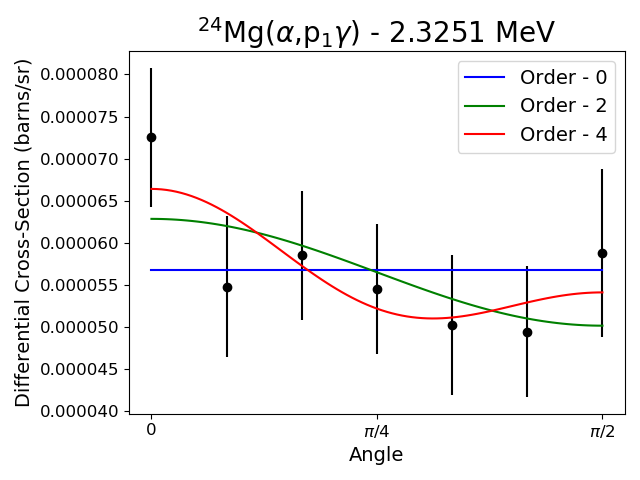 ²⁴Mg(α,p₁γ) - 2.3251 MeV
Differential Cross-Section (barns/sr)
0.000080
0.000075
0.000070
0.000065
0.000060
0.000055
0.000050
0.000045
0.000040
Order - 0
Order - 2
Order - 4
0
π/4
π/2
Angle